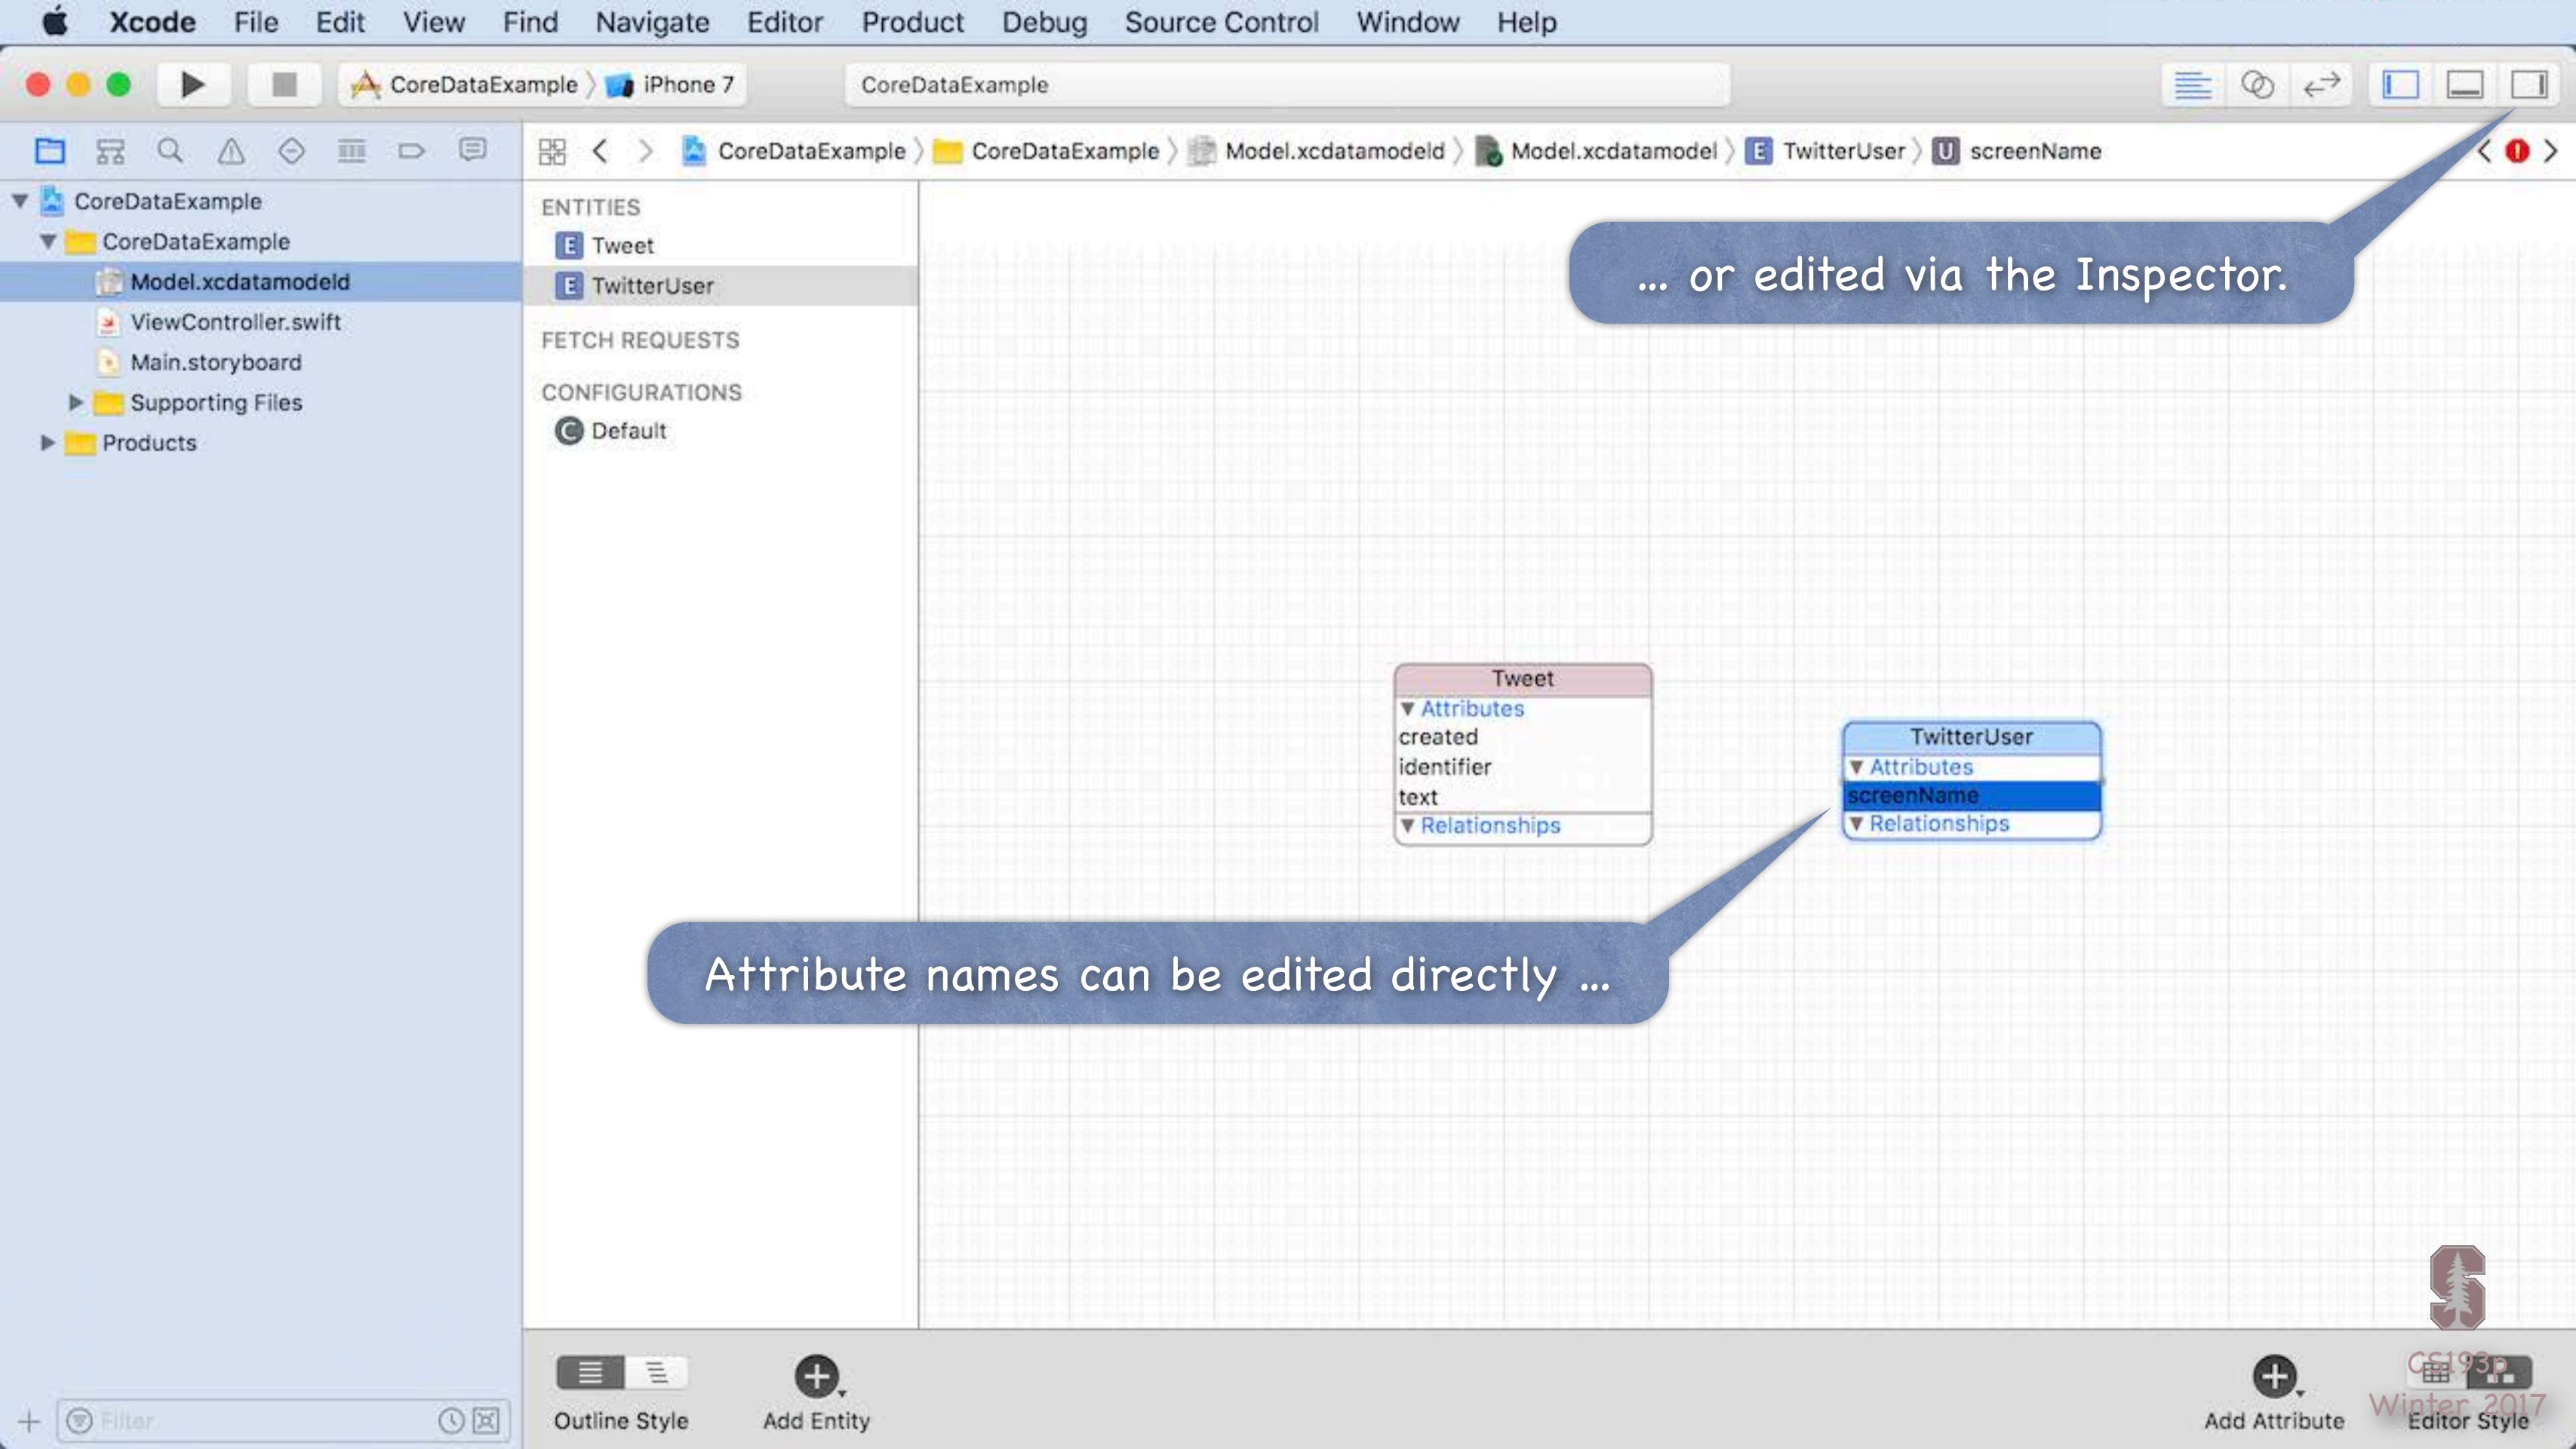 Xcode File Edit View Find Navigate Editor Product Debug Source Control Window Help
CoreDataExample iPhone 7
CoreDataExample
CoreDataExample CoreDataExample Model.xcdatamodeld Model.xcdatamodel E TwitterUser U screenName
CoreDataExample
CoreDataExample
Model.xcdatamodeld
ViewController.swift
Main.storyboard
Supporting Files
Products
ENTITIES
E Tweet
E TwitterUser
FETCH REQUESTS
CONFIGURATIONS
C Default
... or edited via the Inspector.
Tweet
Attributes
created
identifier
text
Relationships
TwitterUser
Attributes
screenName
Relationships
Attribute names can be edited directly ...
Filter
Outline Style
Add Entity
Add Attribute
Editor Style
S
CS193p
Winter 2017